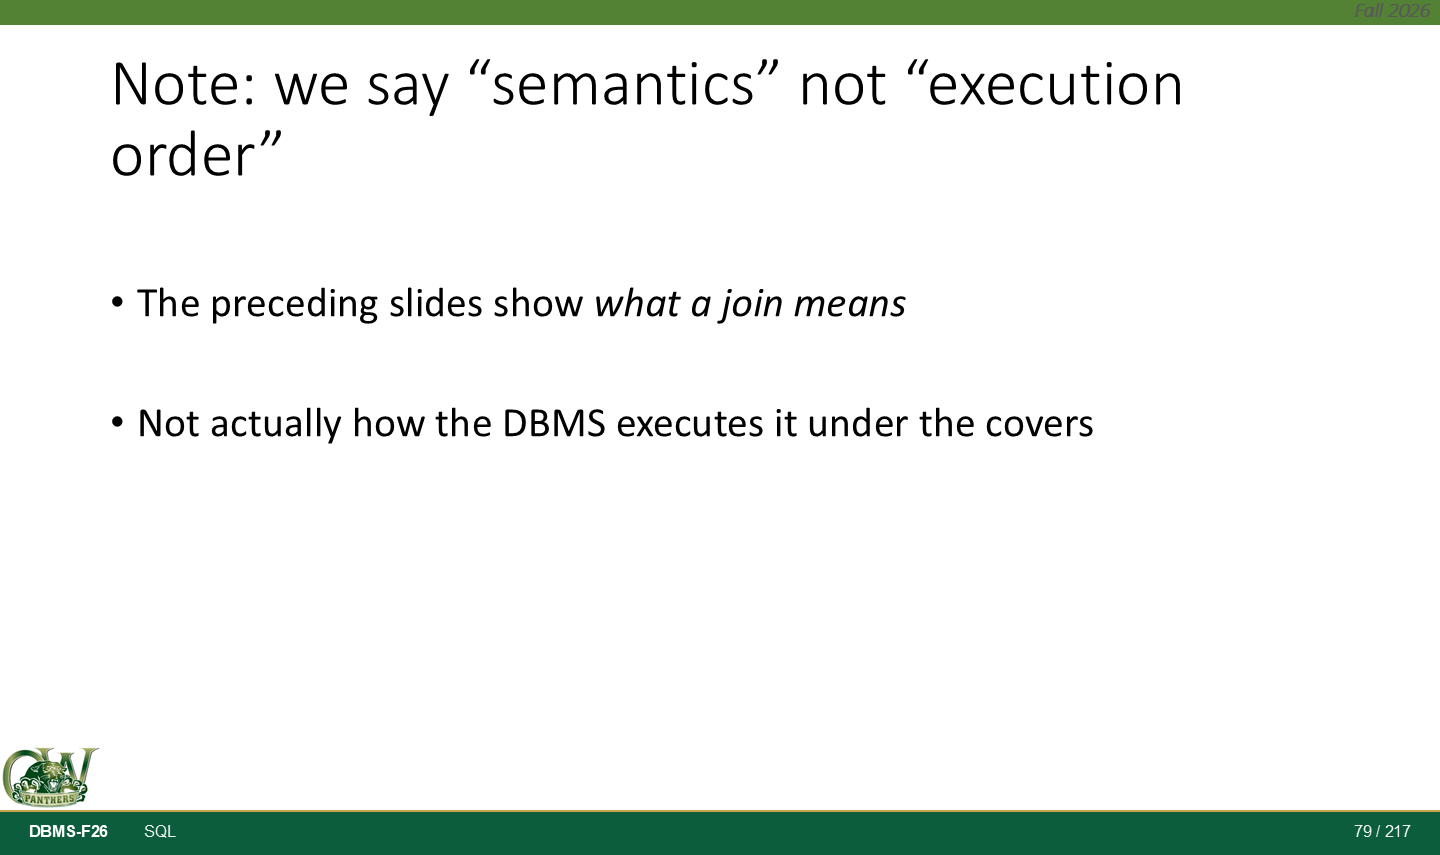 Fall 2026
Note: we say “semantics” not “execution
order”
• The preceding slides show what a join means
• Not actually how the DBMS executes it under the covers
OW
PANTHERS
DBMS-F26 SQL 79 / 217